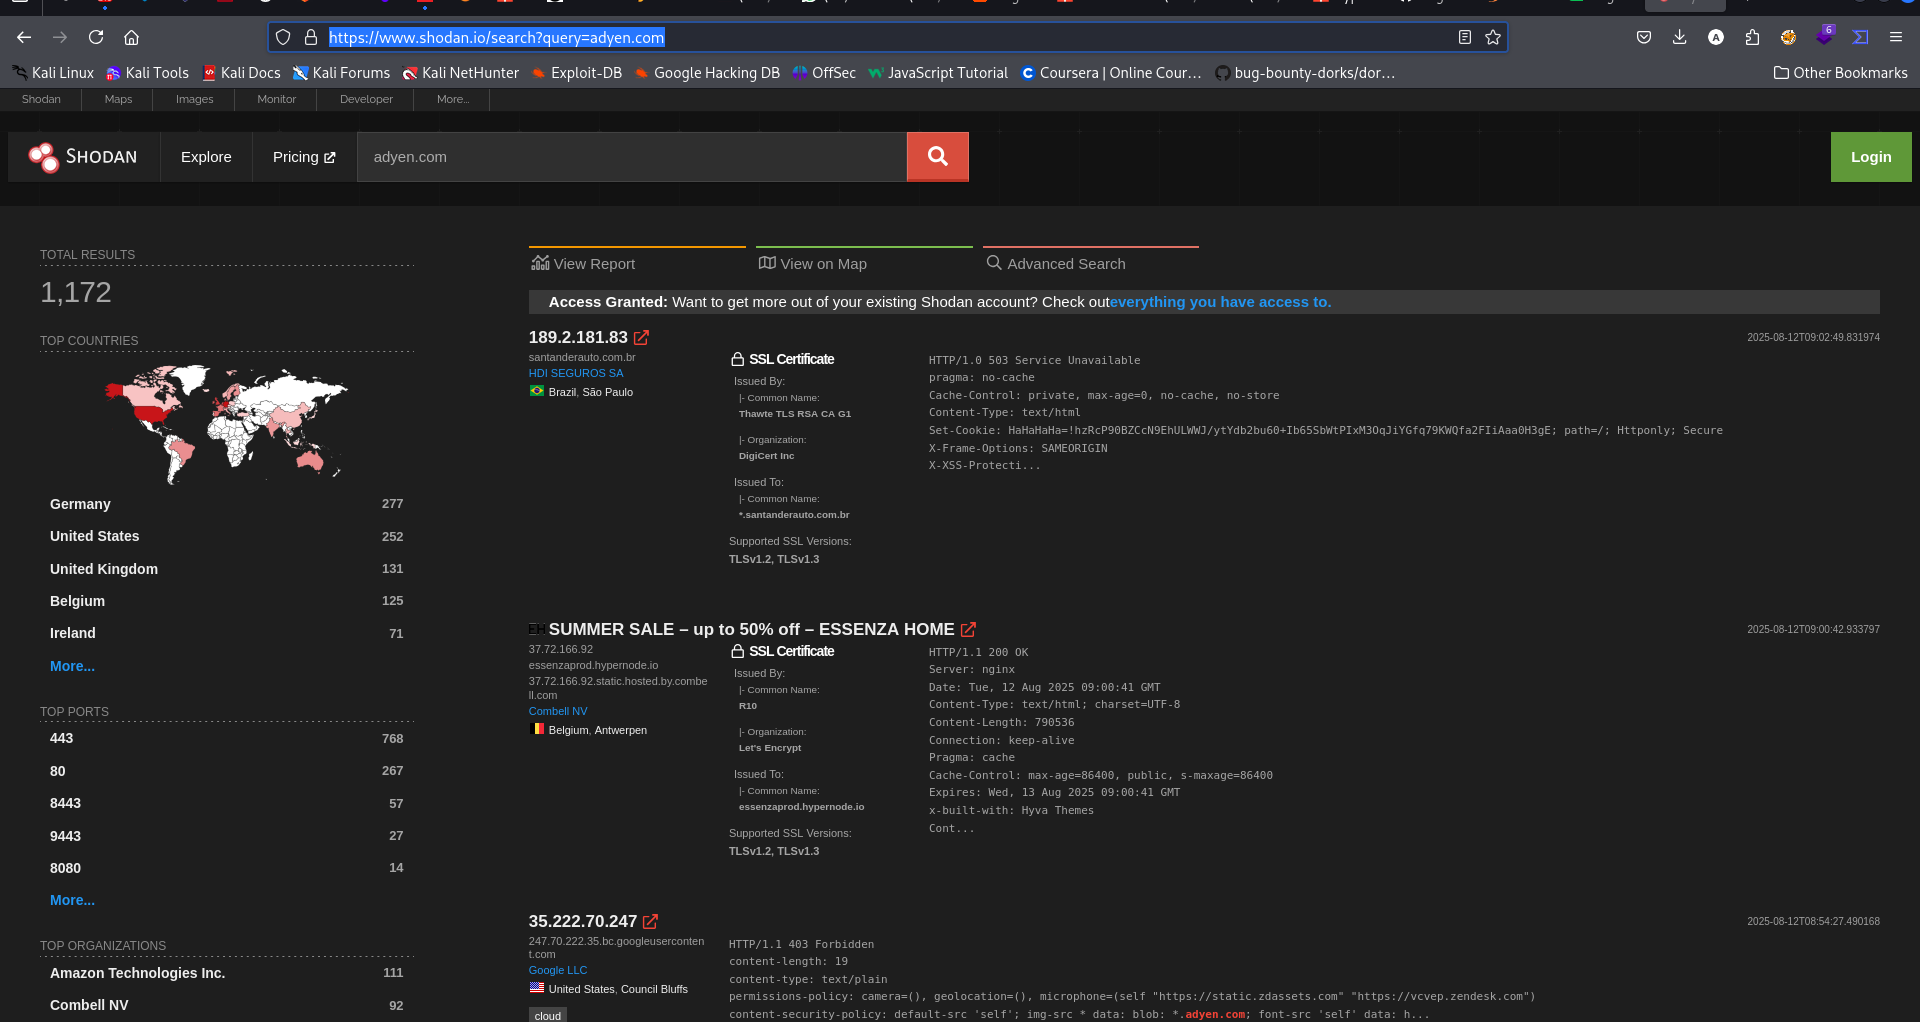 https://www.shodan.io/search?query=adyen.com
6
Kali Linux Kali Tools Kali Docs Kali Forums Kali NetHunter Exploit-DB Google Hacking DB OffSec JavaScript Tutorial Coursera | Online Cour… bug-bounty-dorks/dor… Other Bookmarks
Shodan Maps Images Monitor Developer More...
SHODAN Explore Pricing adyen.com Login
TOTAL RESULTS
1,172
TOP COUNTRIES
Germany 277
United States 252
United Kingdom 131
Belgium 125
Ireland 71
More...
TOP PORTS
443 768
80 267
8443 57
9443 27
8080 14
More...
TOP ORGANIZATIONS
Amazon Technologies Inc. 111
Combell NV 92
View Report View on Map Advanced Search
Access Granted: Want to get more out of your existing Shodan account? Check outeverything you have access to.
189.2.181.83 2025-08-12T09:02:49.831974
santanderauto.com.br
HDI SEGUROS SA
Brazil, São Paulo
SSL Certificate
Issued By:
|- Common Name:
Thawte TLS RSA CA G1
|- Organization:
DigiCert Inc
Issued To:
|- Common Name:
*.santanderauto.com.br
Supported SSL Versions:
TLSv1.2, TLSv1.3
HTTP/1.0 503 Service Unavailable
pragma: no-cache
Cache-Control: private, max-age=0, no-cache, no-store
Content-Type: text/html
Set-Cookie: HaHaHaHa=!hzRcP90BZCcN9EhULWWJ/ytYdb2bu60+Ib65SbWtPIxM3OqJiYGfq79KWQfa2FIiAaa0H3gE; path=/; Httponly; Secure
X-Frame-Options: SAMEORIGIN
X-XSS-Protecti...
EH SUMMER SALE – up to 50% off – ESSENZA HOME 2025-08-12T09:00:42.933797
37.72.166.92
essenzaprod.hypernode.io
37.72.166.92.static.hosted.by.combe
ll.com
Combell NV
Belgium, Antwerpen
SSL Certificate
Issued By:
|- Common Name:
R10
|- Organization:
Let's Encrypt
Issued To:
|- Common Name:
essenzaprod.hypernode.io
Supported SSL Versions:
TLSv1.2, TLSv1.3
HTTP/1.1 200 OK
Server: nginx
Date: Tue, 12 Aug 2025 09:00:41 GMT
Content-Type: text/html; charset=UTF-8
Content-Length: 790536
Connection: keep-alive
Pragma: cache
Cache-Control: max-age=86400, public, s-maxage=86400
Expires: Wed, 13 Aug 2025 09:00:41 GMT
x-built-with: Hyva Themes
Cont...
35.222.70.247 2025-08-12T08:54:27.490168
247.70.222.35.bc.googleuserconten
t.com
Google LLC
United States, Council Bluffs
cloud
HTTP/1.1 403 Forbidden
content-length: 19
content-type: text/plain
permissions-policy: camera=(), geolocation=(), microphone=(self "https://static.zdassets.com" "https://vcvep.zendesk.com")
content-security-policy: default-src 'self'; img-src * data: blob: *.adyen.com; font-src 'self' data: h...